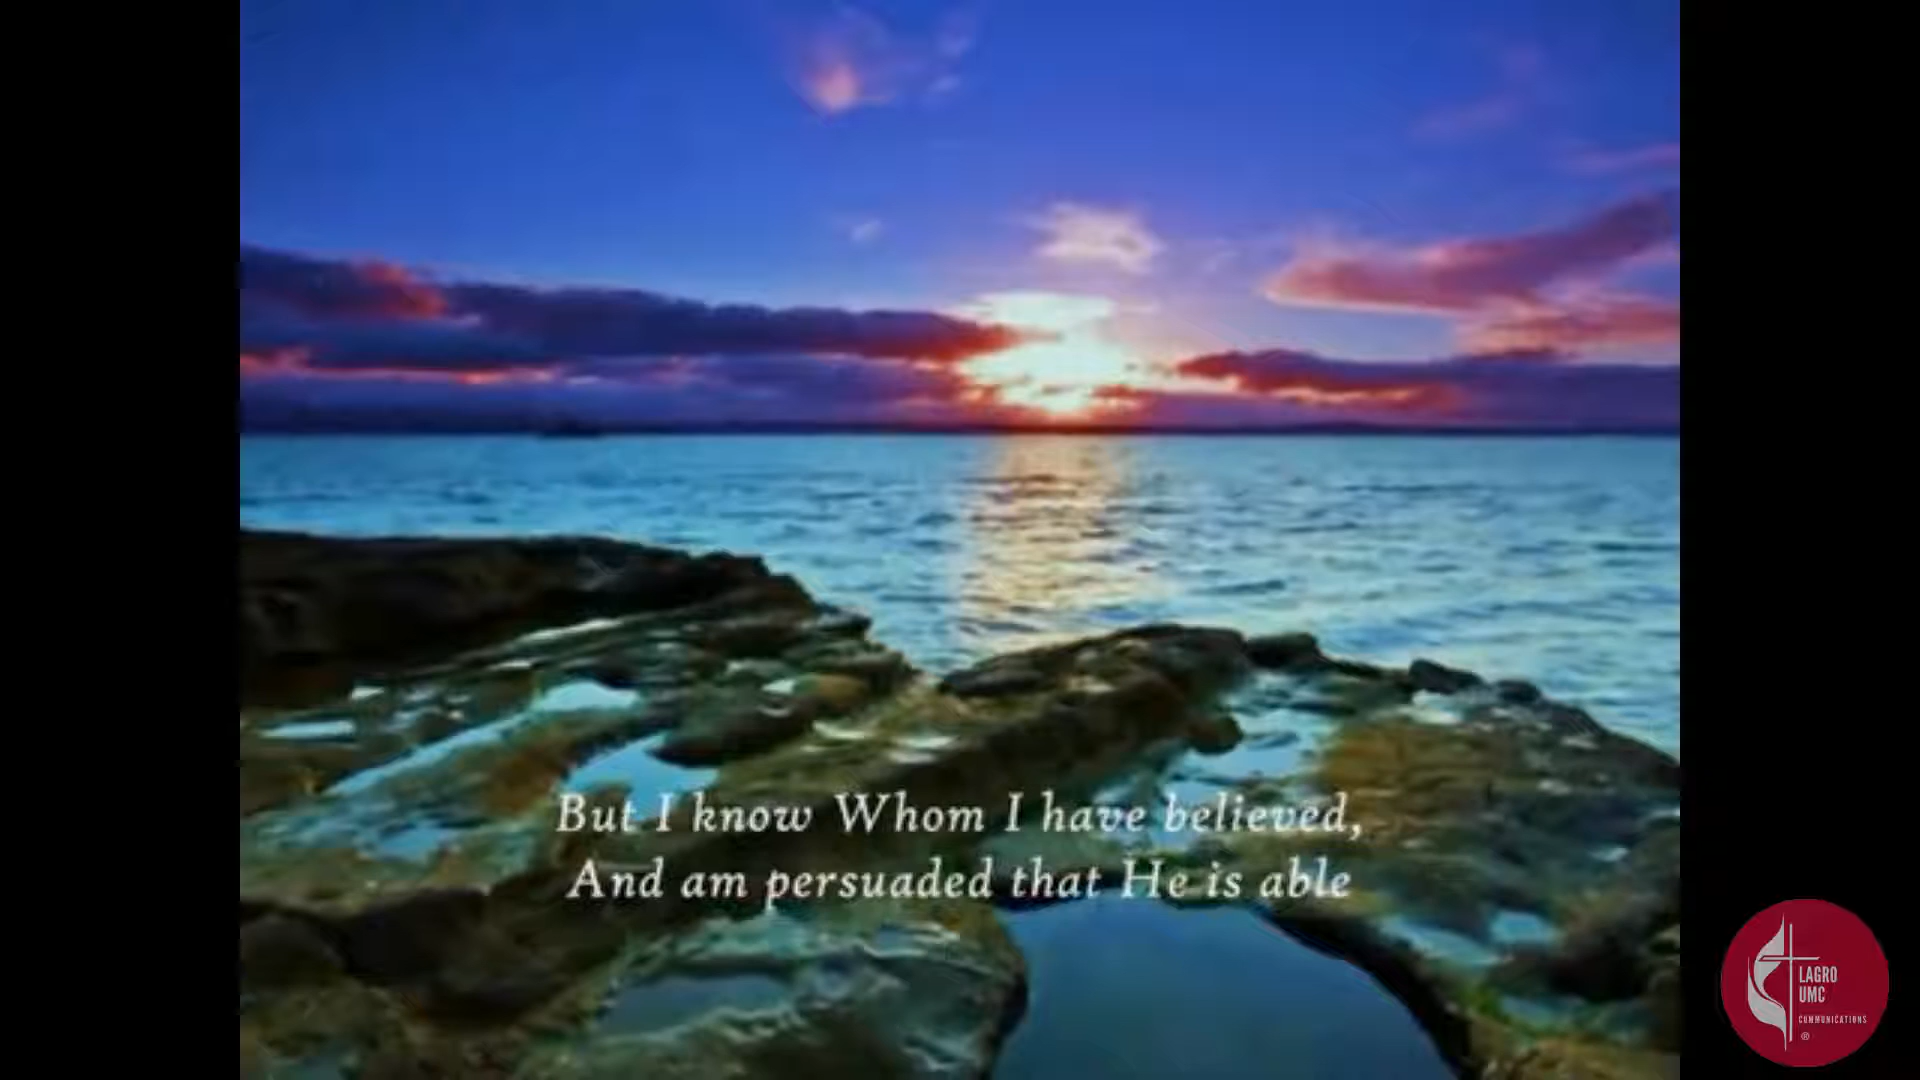 But I know Whom I have believed,
And am persuaded that He is able
LAGRO
UMC
COMMUNICATIONS
®